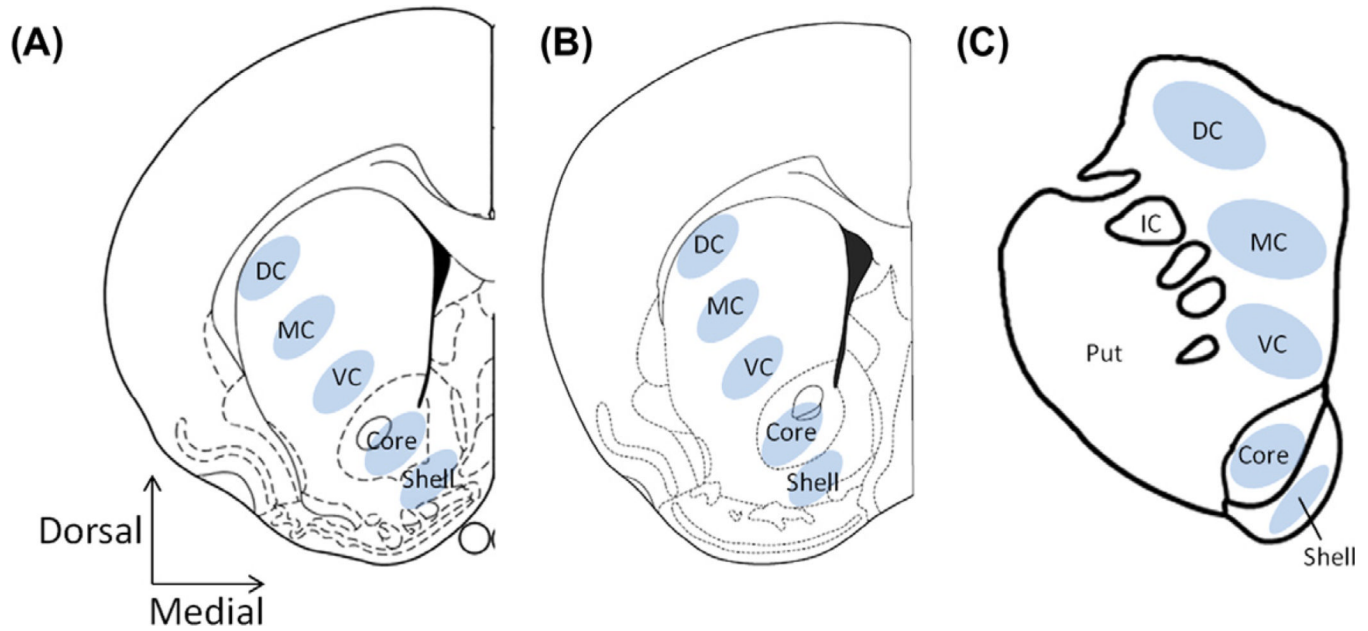 (A)
DC
MC
VC
Core
Shell
Dorsal
Medial
(B)
DC
MC
VC
Core
Shell
(C)
DC
IC
MC
Put
VC
Core
Shell